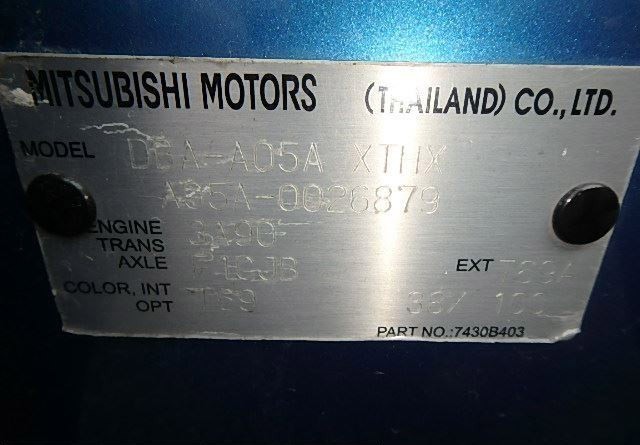 MITSUBISHI MOTORS (THAILAND) CO., LTD.
MODEL DBA-A05A XTHX
A05A-0026879
ENGINE 3A90
TRANS
AXLE EXT
COLOR, INT
OPT
PART NO.:7430B403